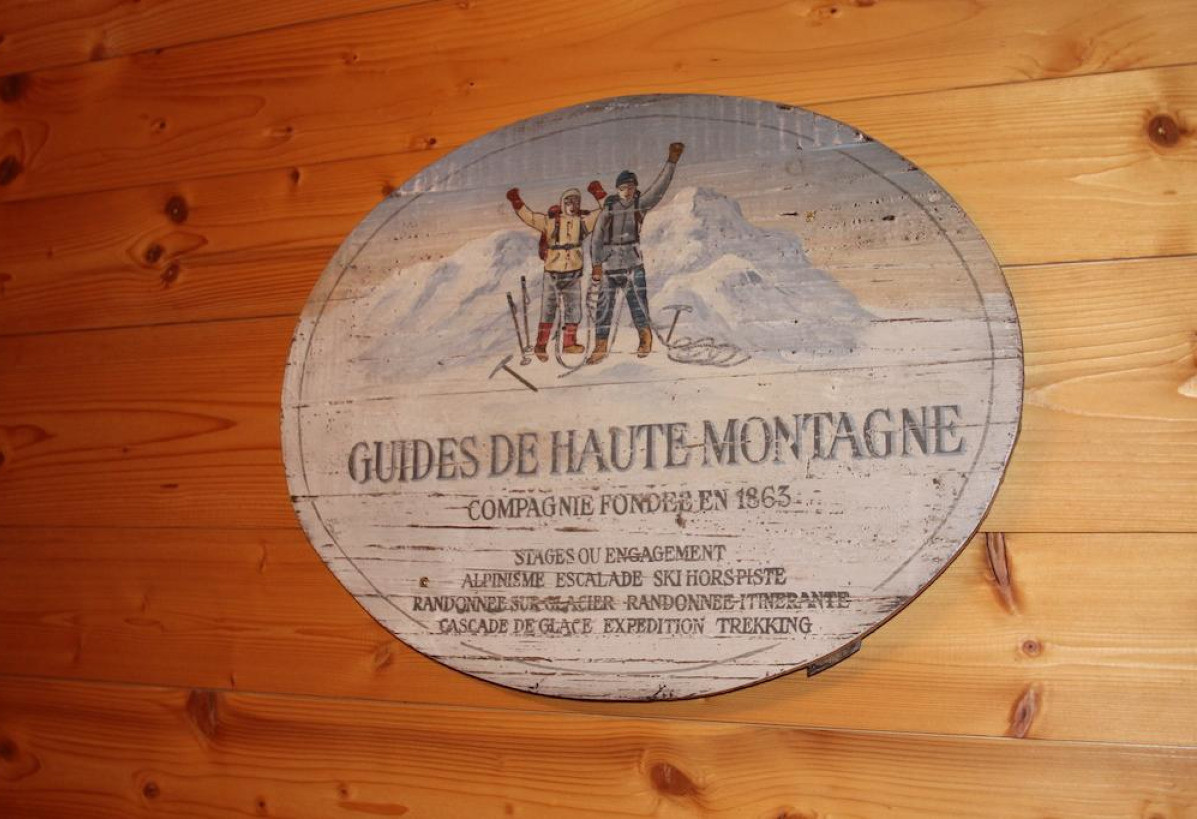 GUIDES DE HAUTE MONTAGNE
COMPAGNIE FONDEE EN 1863
STAGES OU ENGAGEMENT
ALPINISME ESCALADE SKI HORS PISTE
RANDONNEE SUR GLACIER RANDONNEE ITINERANTE
CASCADE DE GLACE EXPEDITION TREKKING